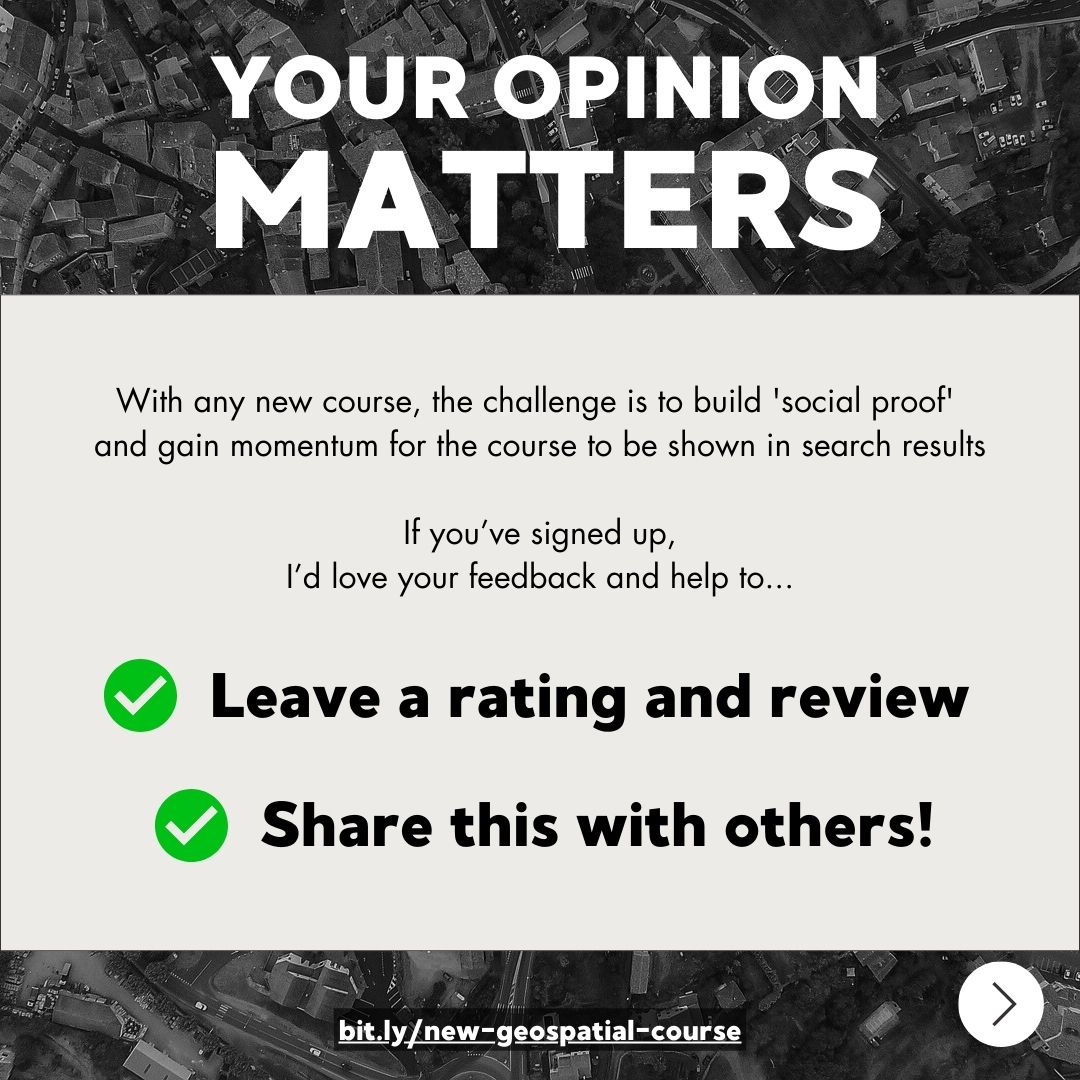 YOUR OPINION
MATTERS
With any new course, the challenge is to build 'social proof'
and gain momentum for the course to be shown in search results
If you’ve signed up,
I’d love your feedback and help to...
Leave a rating and review
Share this with others!
bit.ly/new-geospatial-course